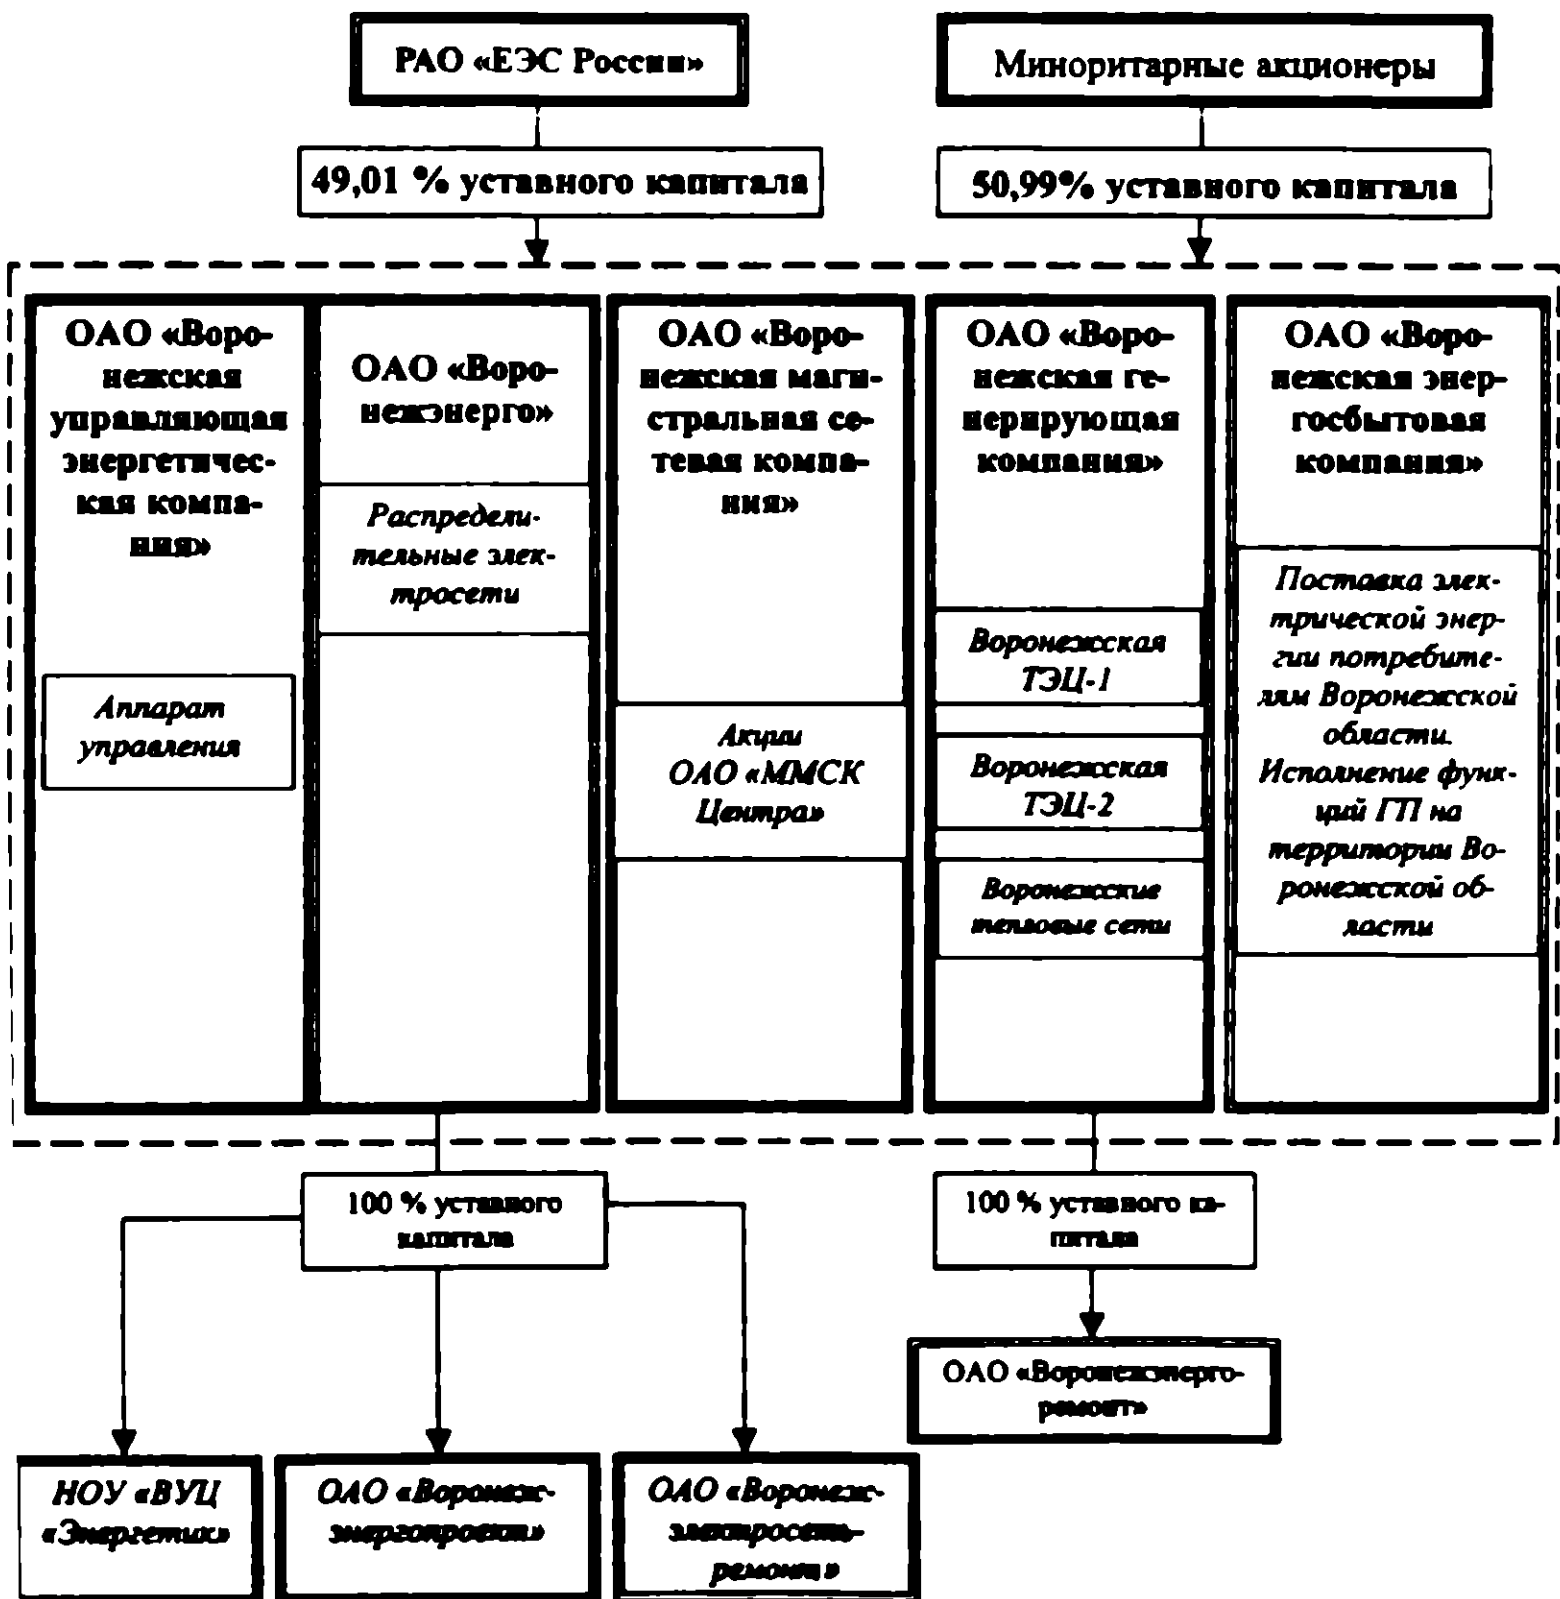 РАО «ЕЭС России»
Миноритарные акционеры
49,01 % уставного капитала
50,99% уставного капитала
ОАО «Воро-
нежская
управляющая
энергетичес-
кая компа-
ния»
Аппарат
управления
ОАО «Воро-
нежэнерго»
Распредели-
тельные элек-
тросети
ОАО «Воро-
нежская маги-
стральная се-
тевая компа-
ния»
Акции
ОАО «ММСК
Центра»
ОАО «Воро-
нежская ге-
нерирующая
компания»
Воронежская
ТЭЦ-1
Воронежская
ТЭЦ-2
Воронежские
тепловые сети
ОАО «Воро-
нежская энер-
госбытовая
компания»
Поставка элек-
трической энер-
гии потребите-
лям Воронежской
области.
Исполнение функ-
ций ГП на
территории Во-
ронежской об-
ласти
100 % уставного
капитала
100 % уставного ка-
питала
ОАО «Воронежэнерго-
ремонт»
НОУ «ВУЦ
«Энергетик»
ОАО «Воронеж-
энергопроект»
ОАО «Воронеж-
электросеть-
ремонт»